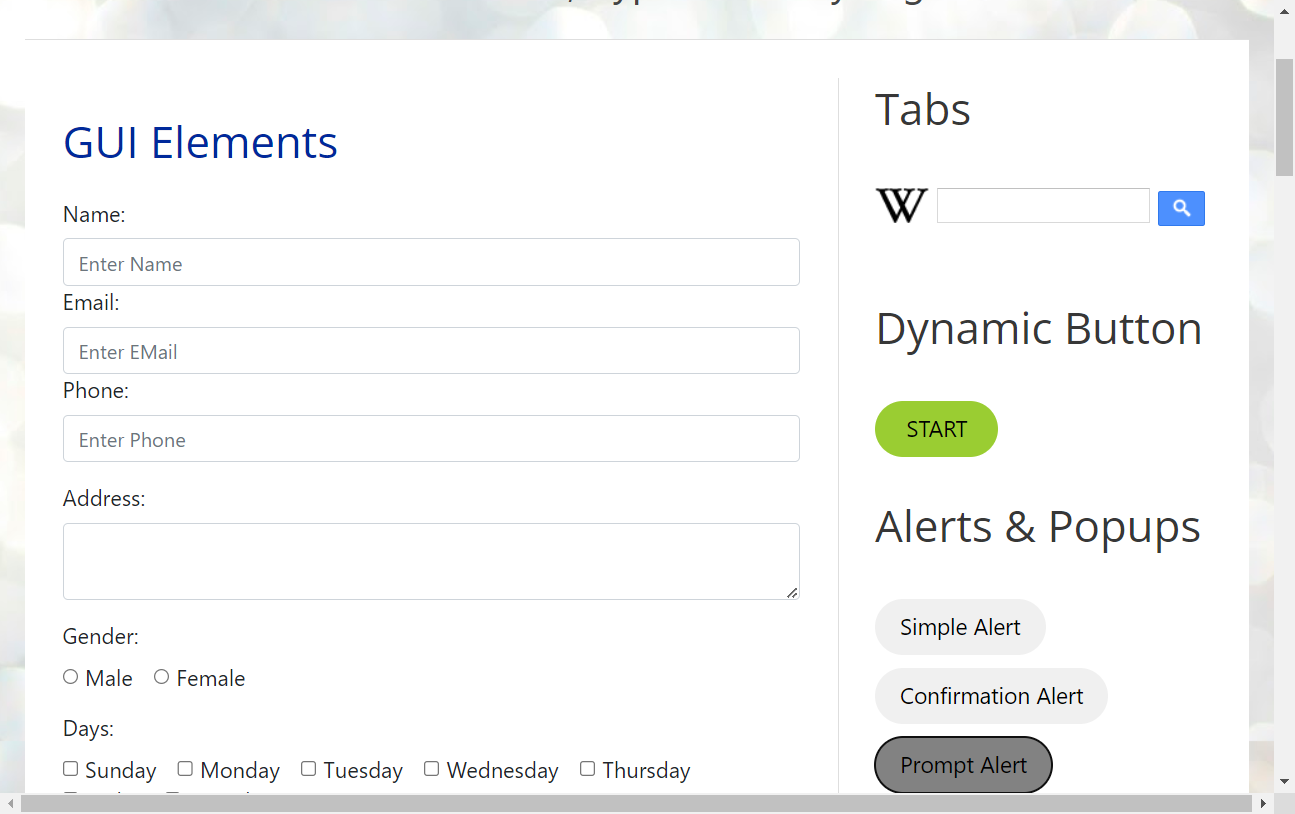 GUI Elements
Name:
Enter Name
Email:
Enter EMail
Phone:
Enter Phone
Address:
Gender:
Male Female
Days:
Sunday Monday Tuesday Wednesday Thursday
Tabs
W
Dynamic Button
START
Alerts & Popups
Simple Alert
Confirmation Alert
Prompt Alert